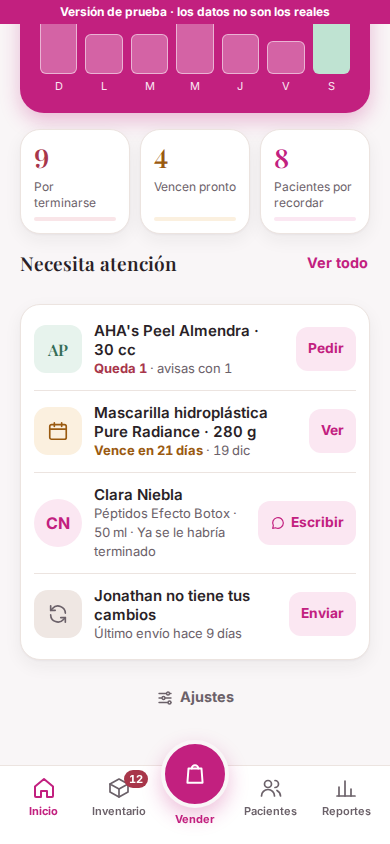 Versión de prueba · los datos no son los reales
D L M M J V S
9
Por
terminarse
4
Vencen pronto
8
Pacientes por
recordar
Necesita atención
Ver todo
AP
AHA's Peel Almendra ·
30 cc
Queda 1 · avisas con 1
Pedir
Mascarilla hidroplástica
Pure Radiance · 280 g
Vence en 21 días · 19 dic
Ver
CN
Clara Niebla
Péptidos Efecto Botox ·
50 ml · Ya se le habría
terminado
Escribir
Jonathan no tiene tus
cambios
Último envío hace 9 días
Enviar
Ajustes
12
Inicio
Inventario
Vender
Pacientes
Reportes